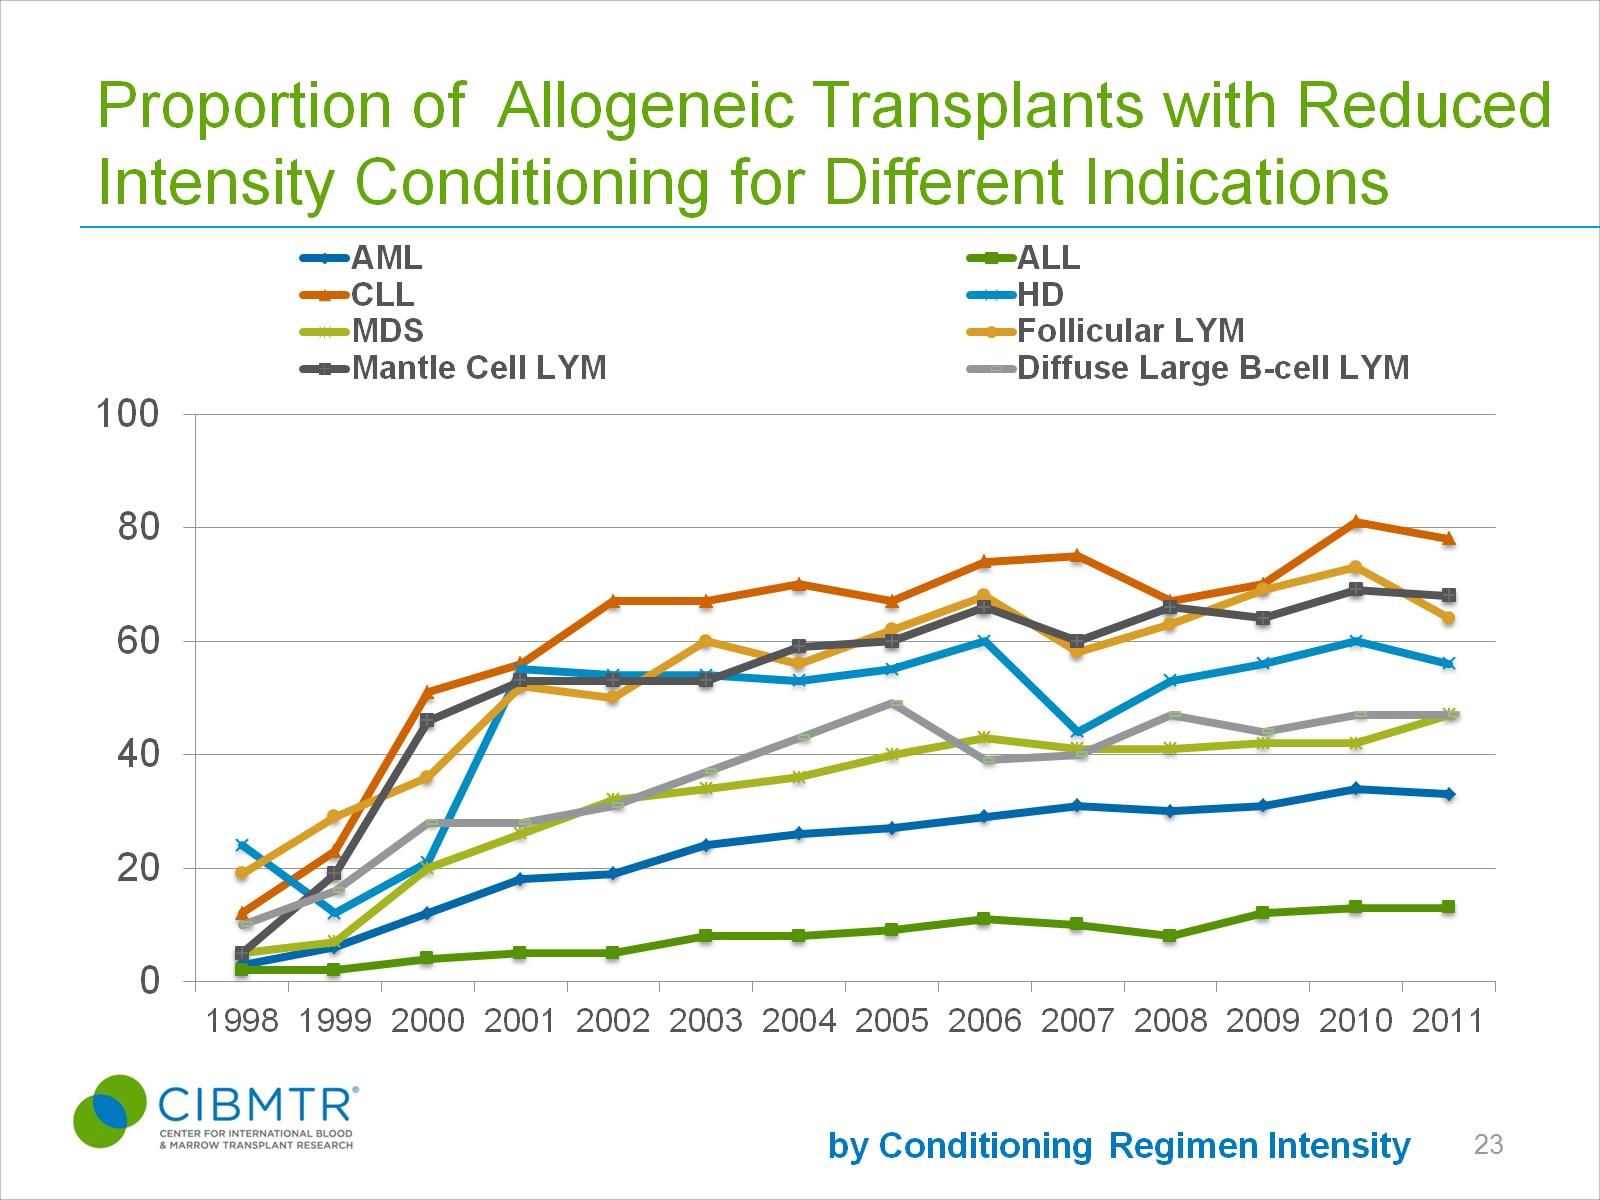 Proportion of  Allogeneic Transplants with Reduced
Intensity Conditioning for Different Indications
AML ALL
CLL HD
MDS Follicular LYM
Mantle Cell LYM Diffuse Large B-cell LYM
100
80
60
40
20
0
1998 1999 2000 2001 2002 2003 2004 2005 2006 2007 2008 2009 2010 2011
CIBMTR®
CENTER FOR INTERNATIONAL BLOOD
& MARROW TRANSPLANT RESEARCH
by Conditioning Regimen Intensity 23